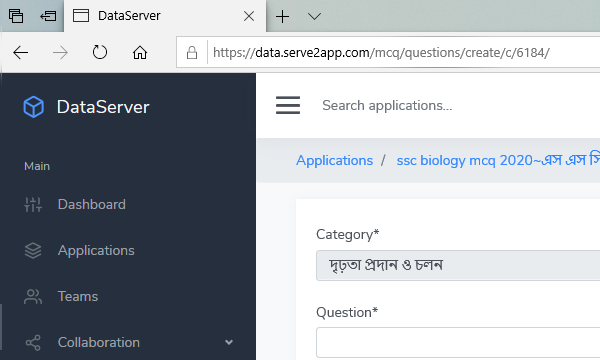 DataServer
https://data.serve2app.com/mcq/questions/create/c/6184/
DataServer
Search applications...
Main
Applications / ssc biology mcq 2020~এস এস সি
Dashboard
Applications
Teams
Collaboration
Category*
দৃঢ়তা প্রদান ও চলন
Question*